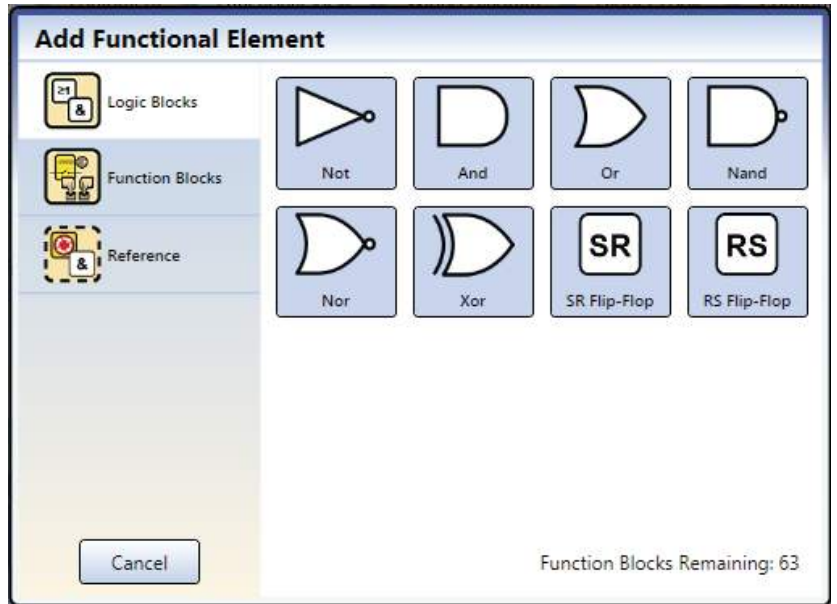 Add Functional Element
≥1
&
Logic Blocks
Function Blocks
&
Reference
Not
And
Or
Nand
Nor
Xor
SR
SR Flip-Flop
RS
RS Flip-Flop
Cancel
Function Blocks Remaining: 63